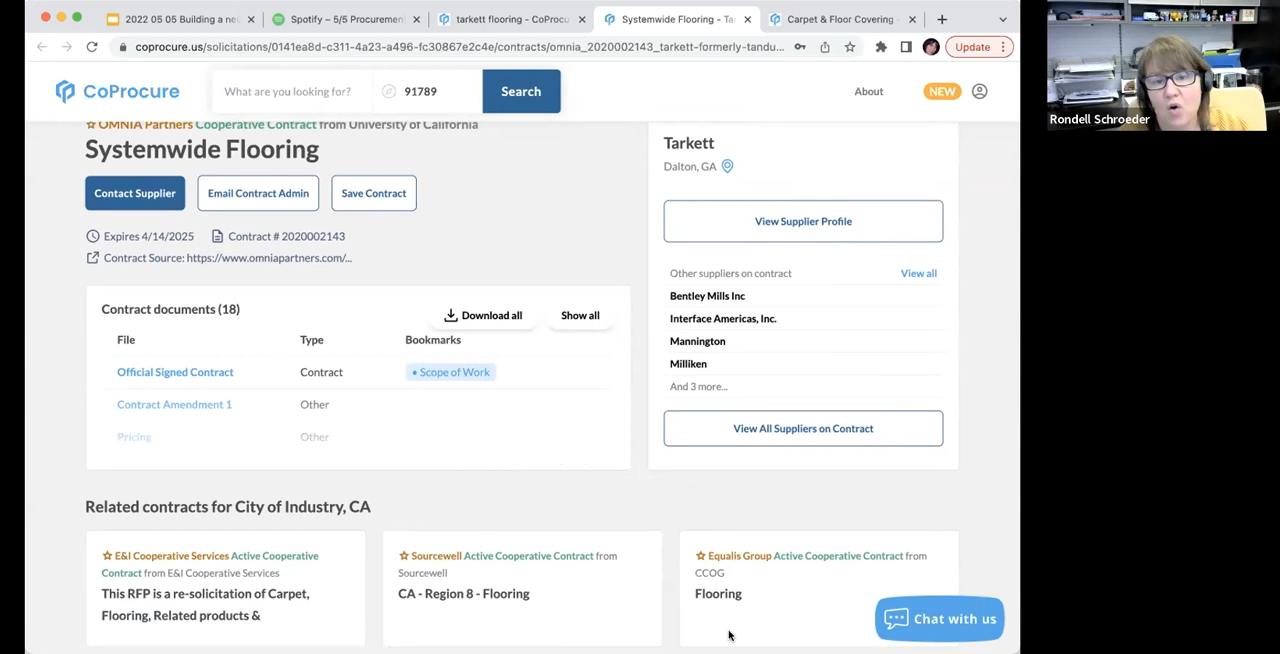 2022 05 05 Building a ne
Spotify – 5/5 Procuremen
tarkett flooring - CoProcu
Systemwide Flooring - Ta
Carpet & Floor Covering -
coprocure.us/solicitations/0141ea8d-c311-4a23-a496-fc30867e2c4e/contracts/omnia_2020002143_tarkett-formerly-tandu...
Update
CoProcure
What are you looking for?
91789
Search
About
NEW
OMNIA Partners Cooperative Contract from University of California
Systemwide Flooring
Contact Supplier
Email Contract Admin
Save Contract
Expires 4/14/2025
Contract # 2020002143
Contract Source: https://www.omniapartners.com/...
Contract documents (18)
Download all
Show all
File
Type
Bookmarks
Official Signed Contract
Contract
• Scope of Work
Contract Amendment 1
Other
Pricing
Other
Tarkett
Dalton, GA
View Supplier Profile
Other suppliers on contract
View all
Bentley Mills Inc
Interface Americas, Inc.
Mannington
Milliken
And 3 more...
View All Suppliers on Contract
Related contracts for City of Industry, CA
E&I Cooperative Services Active Cooperative
Contract from E&I Cooperative Services
This RFP is a re-solicitation of Carpet,
Flooring, Related products &
Sourcewell Active Cooperative Contract from
Sourcewell
CA - Region 8 - Flooring
Equalis Group Active Cooperative Contract from
CCOG
Flooring
Chat with us
Rondell Schroeder